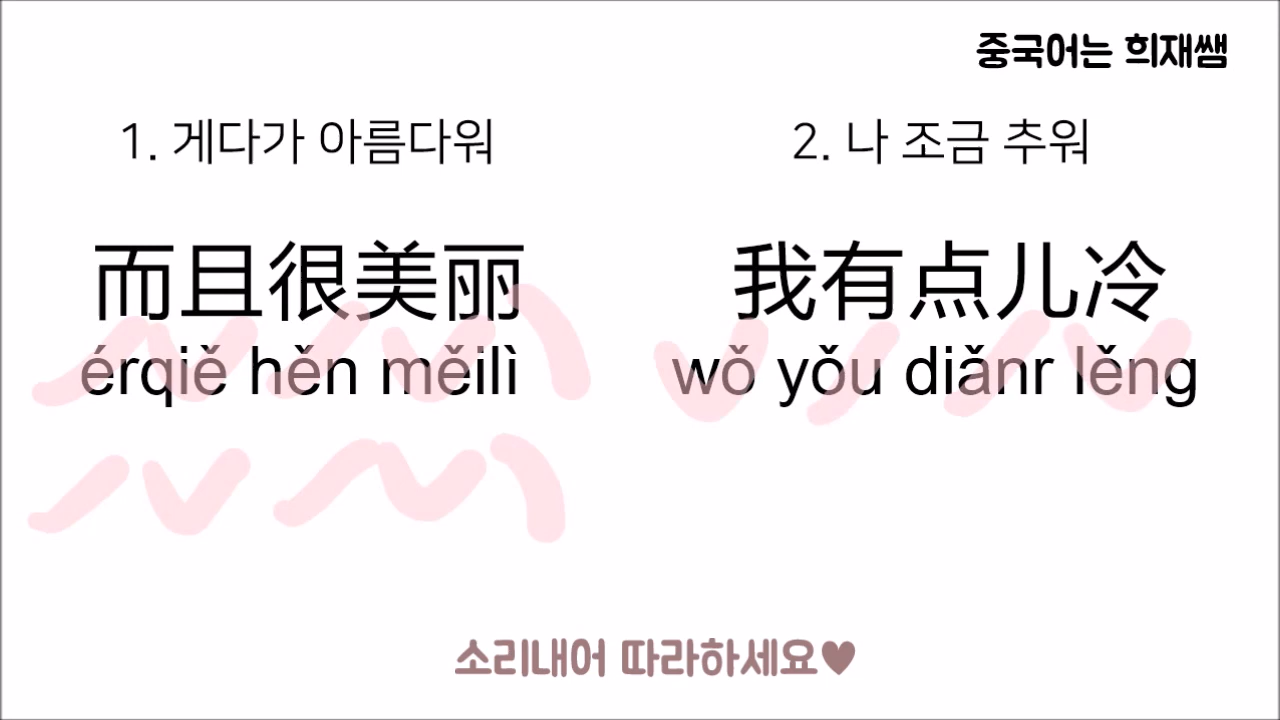 중국어는 희재쌤
1. 게다가 아름다워
而且很美丽
érqiě hěn měilì
2. 나 조금 추워
我有点儿冷
wǒ yǒu diǎnr lěng
소리내어 따라하세요♥